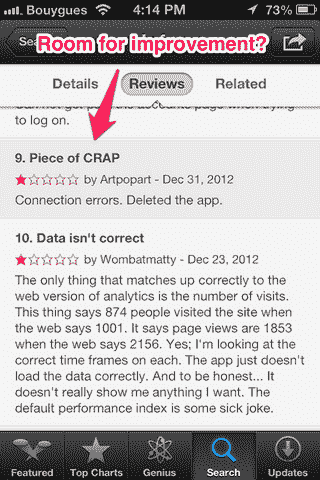 Bouygues 4:14 PM 73%
Room for improvement?
Details Reviews Related
to log on.
9. Piece of CRAP
by Artpopart - Dec 31, 2012
Connection errors. Deleted the app.
10. Data isn't correct
by Wombatmatty - Dec 23, 2012
The only thing that matches up correctly to the
web version of analytics is the number of visits.
This thing says 874 people visited the site when
the web says 1001. It says page views are 1853
when the web says 2156. Yes; I'm looking at the
correct time frames on each. The app just doesn't
load the data correctly. And to be honest... It
doesn't really show me anything I want. The
default performance index is some sick joke.
Featured Top Charts Genius Search Updates